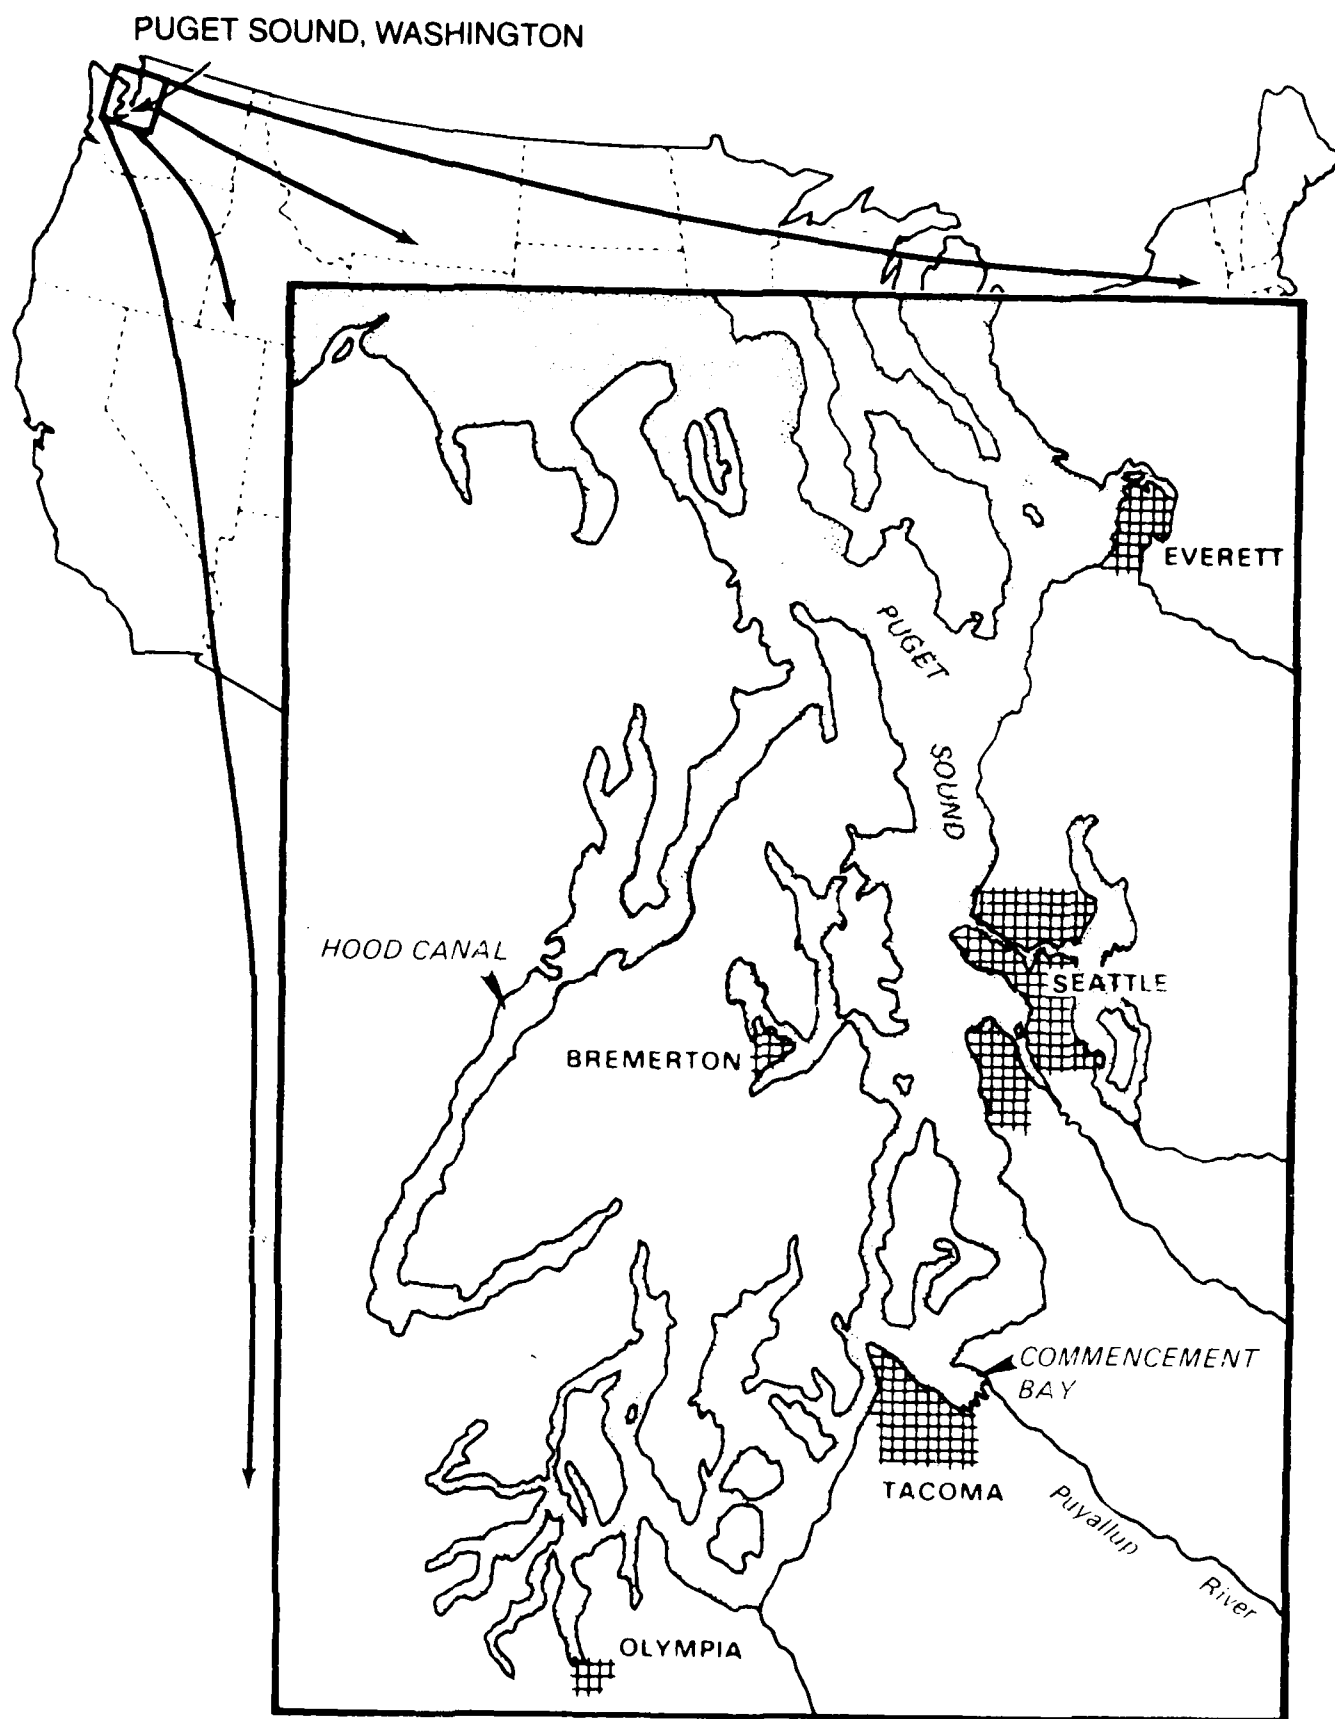 PUGET SOUND, WASHINGTON
EVERETT
PUGET
SOUND
HOOD CANAL
SEATTLE
BREMERTON
COMMENCEMENT
BAY
TACOMA
Puyallup
River
OLYMPIA